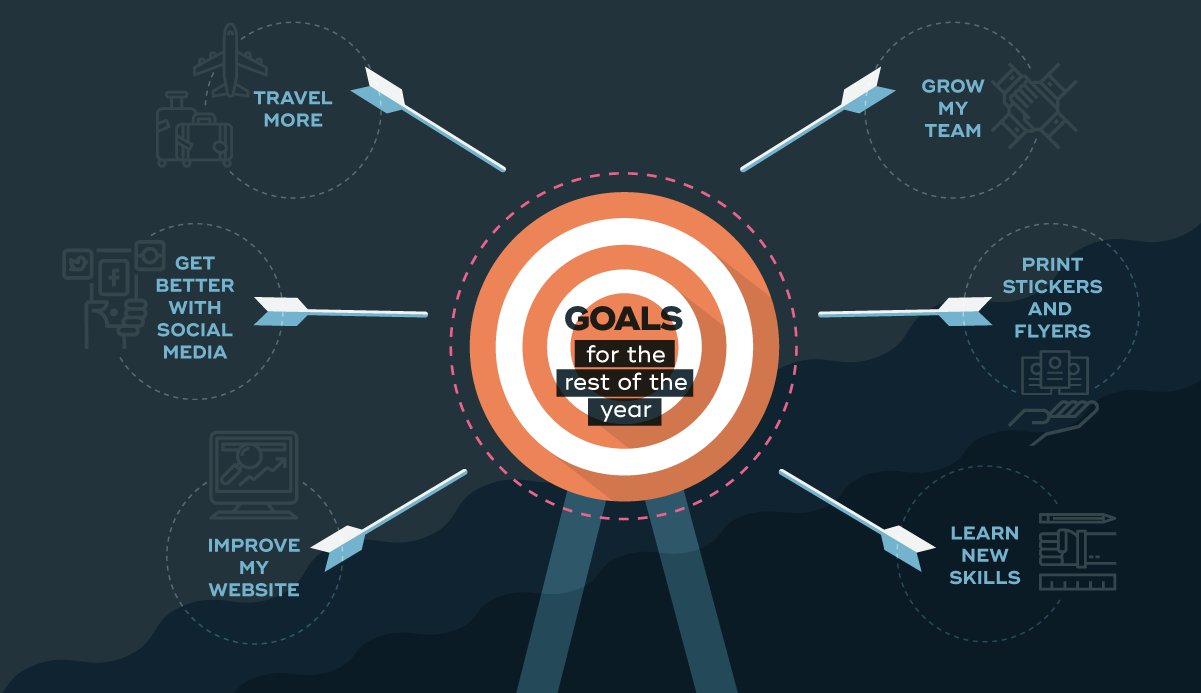 TRAVEL
MORE
GROW
MY
TEAM
GET
BETTER
WITH
SOCIAL
MEDIA
GOALS
for the
rest of the
year
PRINT
STICKERS
AND
FLYERS
IMPROVE
MY
WEBSITE
LEARN
NEW
SKILLS